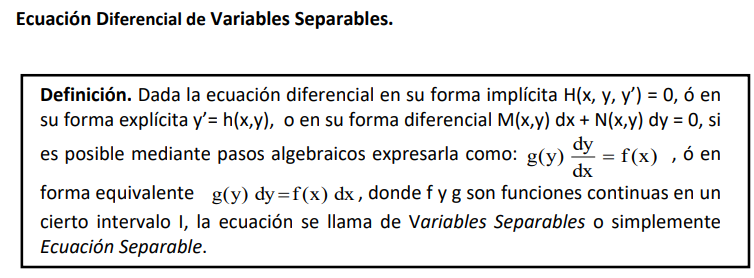 Ecuación Diferencial de Variables Separables.
Definición. Dada la ecuación diferencial en su forma implícita H(x, y, y’) = 0, ó en
su forma explícita y’= h(x,y), o en su forma diferencial M(x,y) dx + N(x,y) dy = 0, si
es posible mediante pasos algebraicos expresarla como: g(y) dy/dx = f(x) , ó en
forma equivalente g(y) dy=f(x) dx , donde f y g son funciones continuas en un
cierto intervalo I, la ecuación se llama de Variables Separables o simplemente
Ecuación Separable.